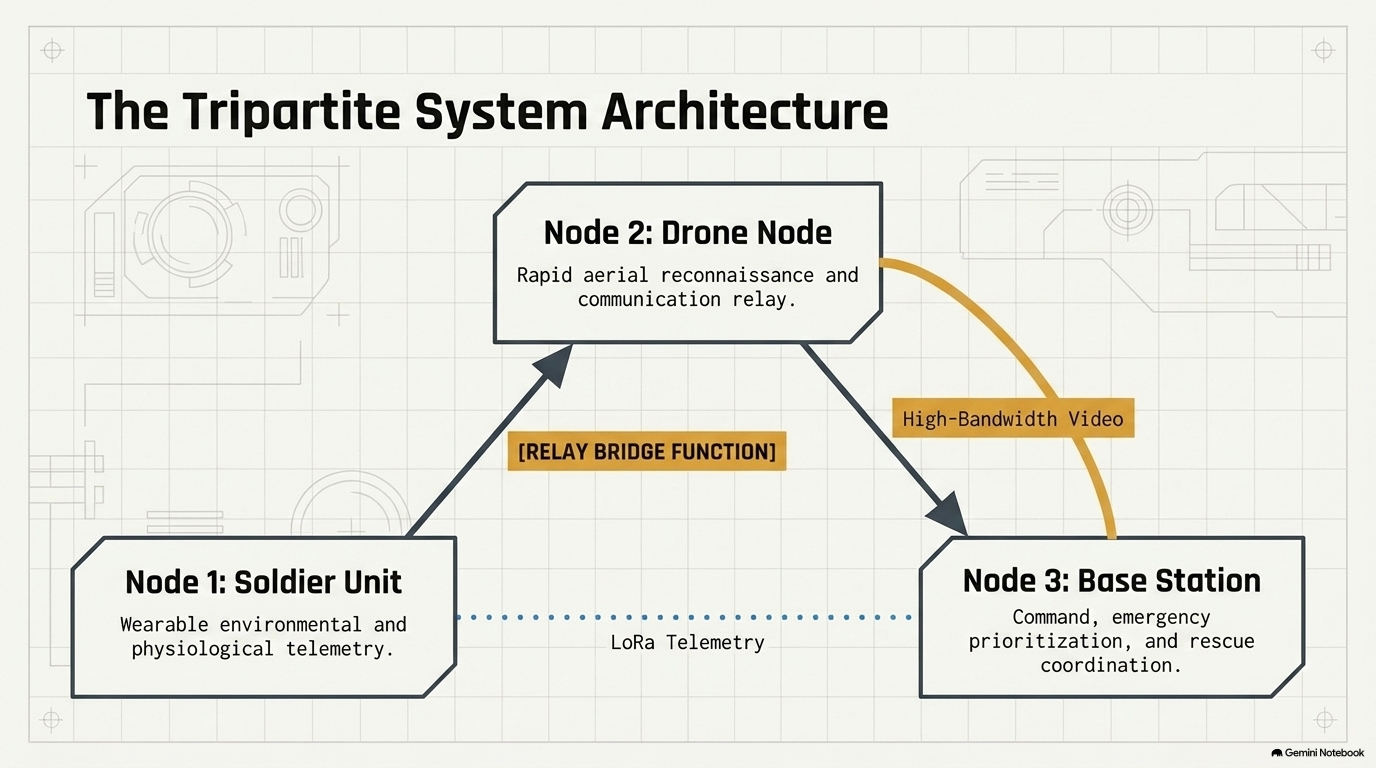 The Tripartite System Architecture
Node 2: Drone Node
Rapid aerial reconnaissance and
communication relay.
High-Bandwidth Video
[RELAY BRIDGE FUNCTION]
Node 1: Soldier Unit
Wearable environmental and
physiological telemetry.
LoRa Telemetry
Node 3: Base Station
Command, emergency
prioritization, and rescue
coordination.
Gemini Notebook